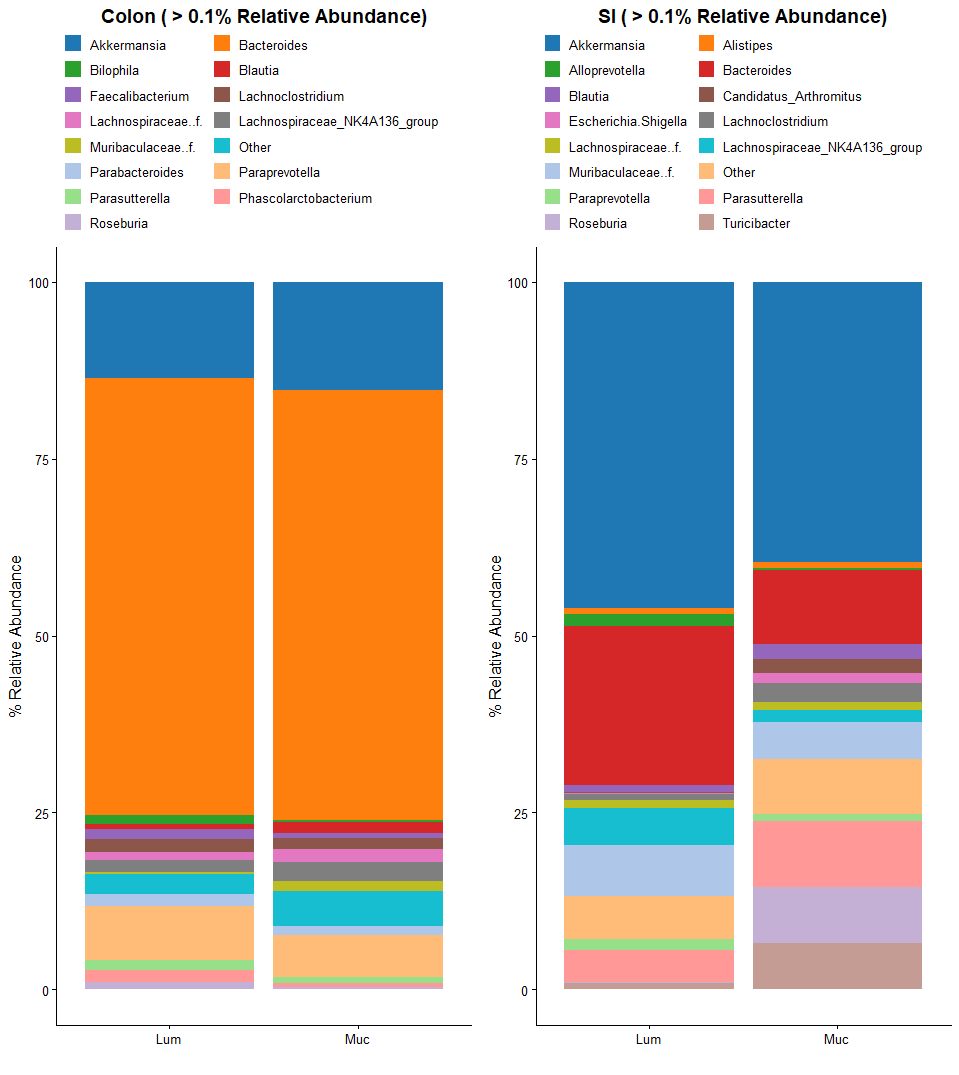 Colon ( > 0.1% Relative Abundance)
Akkermansia
Bacteroides
Bilophila
Blautia
Faecalibacterium
Lachnoclostridium
Lachnospiraceae..f.
Lachnospiraceae_NK4A136_group
Muribaculaceae..f.
Other
Parabacteroides
Paraprevotella
Parasutterella
Phascolarctobacterium
Roseburia
% Relative Abundance
100
75
50
25
0
Lum
Muc
SI ( > 0.1% Relative Abundance)
Akkermansia
Alistipes
Alloprevotella
Bacteroides
Blautia
Candidatus_Arthromitus
Escherichia.Shigella
Lachnoclostridium
Lachnospiraceae..f.
Lachnospiraceae_NK4A136_group
Muribaculaceae..f.
Other
Paraprevotella
Parasutterella
Roseburia
Turicibacter
% Relative Abundance
100
75
50
25
0
Lum
Muc